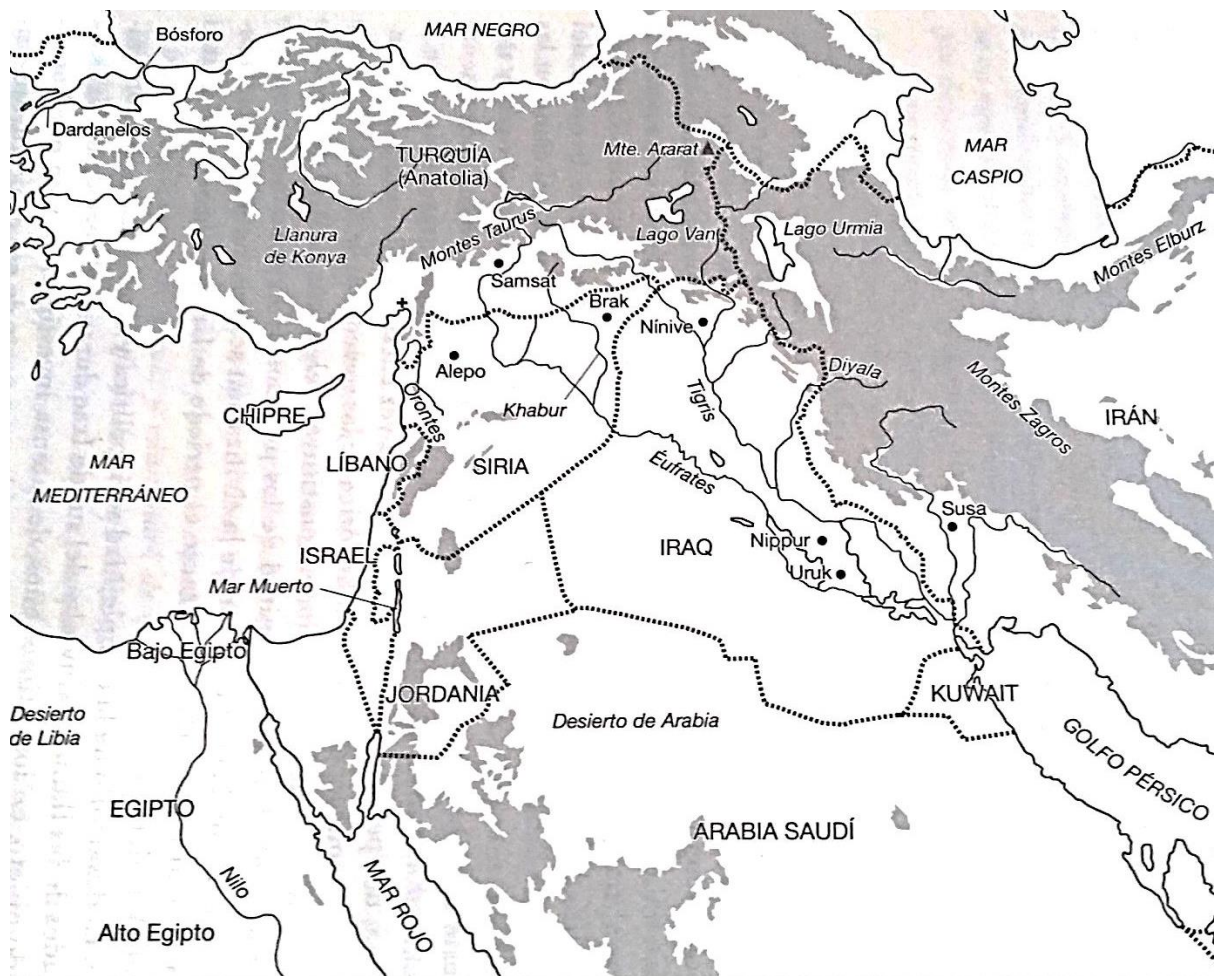 MAR NEGRO
Bósforo
Dardanelos
TURQUÍA
(Anatolia)
Mte. Ararat
MAR
CASPIO
Llanura
de Konya
Montes Taurus
Lago Van
Lago Urmia
Montes Elburz
Samsat
Brak
Nínive
Alepo
Orontes
Khabur
Tigris
Diyala
Montes Zagros
IRÁN
CHIPRE
MAR
MEDITERRÁNEO
LÍBANO
SIRIA
Éufrates
Susa
ISRAEL
IRAQ
Nippur
Uruk
Mar Muerto
Bajo Egipto
JORDANIA
KUWAIT
Desierto
de Libia
Desierto de Arabia
GOLFO PÉRSICO
EGIPTO
ARABIA SAUDÍ
Nilo
MAR ROJO
Alto Egipto